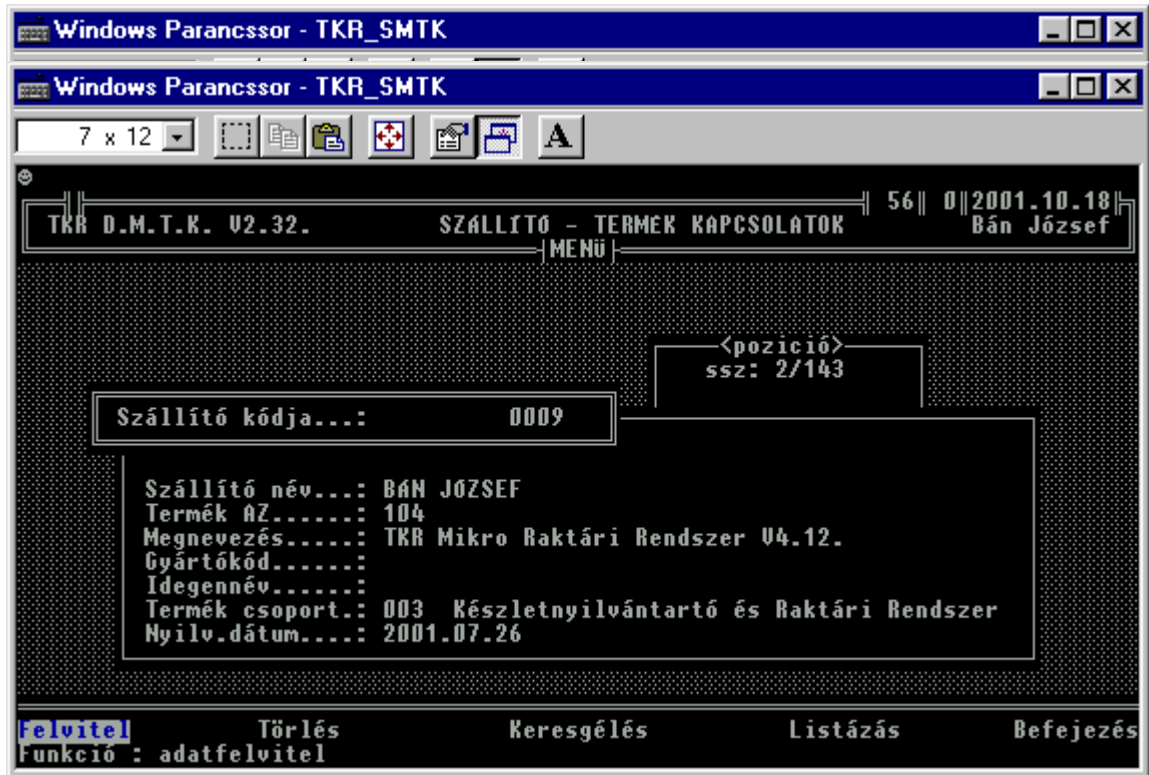 Windows Parancssor - TKR_SMTK
Windows Parancssor - TKR_SMTK
7 x 12
A
56 0 2001.10.18
TKR D.M.T.K. V2.32. SZÁLLÍTÓ - TERMÉK KAPCSOLATOK Bán József
MENÜ
<pozició>
ssz: 2/143
Szállító kódja...: 0009
Szállító név...: BÁN JÓZSEF
Termék AZ......: 104
Megnevezés.....: TKR Mikro Raktári Rendszer V4.12.
Gyártókód......:
Idegennév......:
Termék csoport.: 003 Készletnyilvántartó és Raktári Rendszer
Nyilv.dátum....: 2001.07.26
Felvitel Törlés Keresgélés Listázás Befejezés
Funkció : adatfelvitel